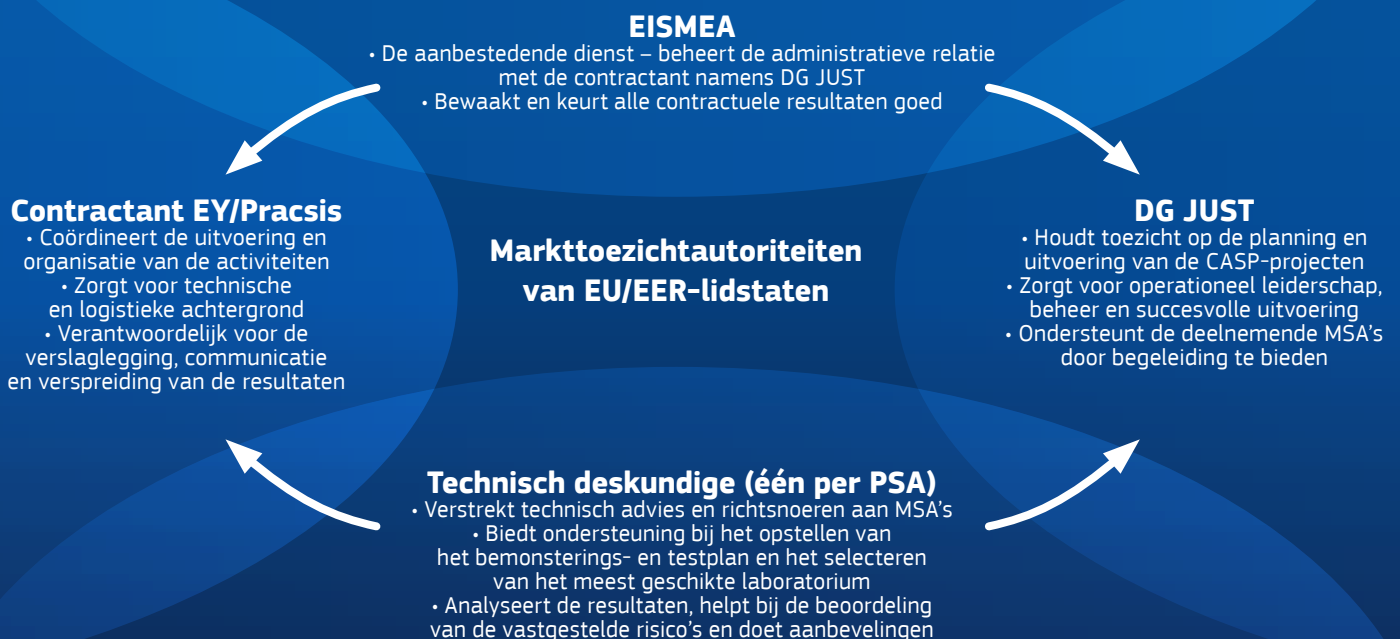 EISMEA
• De aanbestedende dienst – beheert de administratieve relatie
met de contractant namens DG JUST
• Bewaakt en keurt alle contractuele resultaten goed
Contractant EY/Pracsis
• Coördineert de uitvoering en
organisatie van de activiteiten
• Zorgt voor technische
en logistieke achtergrond
• Verantwoordelijk voor de
verslaglegging, communicatie
en verspreiding van de resultaten
Markttoezichtautoriteiten
van EU/EER-lidstaten
DG JUST
• Houdt toezicht op de planning en
uitvoering van de CASP-projecten
• Zorgt voor operationeel leiderschap,
beheer en succesvolle uitvoering
• Ondersteunt de deelnemende MSA’s
door begeleiding te bieden
Technisch deskundige (één per PSA)
• Verstrekt technisch advies en richtsnoeren aan MSA’s
• Biedt ondersteuning bij het opstellen van
het bemonsterings- en testplan en het selecteren
van het meest geschikte laboratorium
• Analyseert de resultaten, helpt bij de beoordeling
van de vastgestelde risico’s en doet aanbevelingen